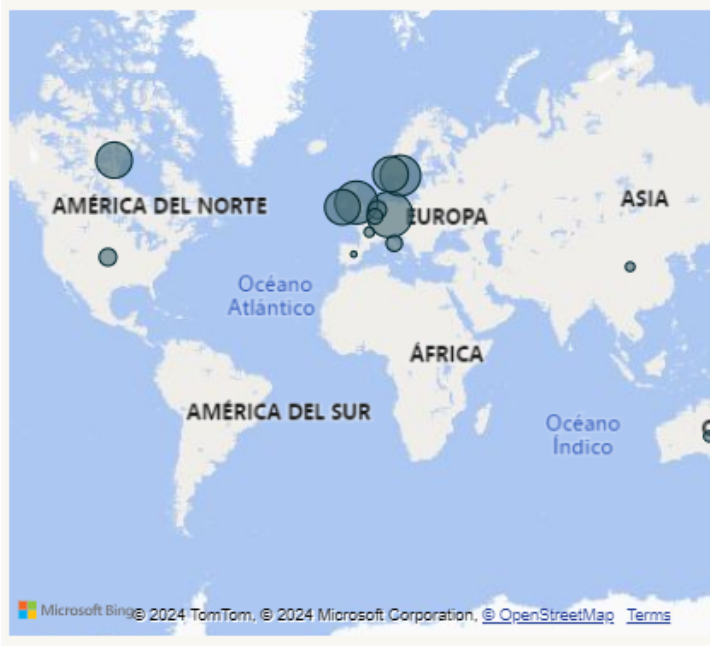 AMÉRICA DEL NORTE
EUROPA
ASIA
Océano
Atlántico
ÁFRICA
AMÉRICA DEL SUR
Océano
Índico
Microsoft Bing
© 2024 TomTom, © 2024 Microsoft Corporation, © OpenStreetMap Terms